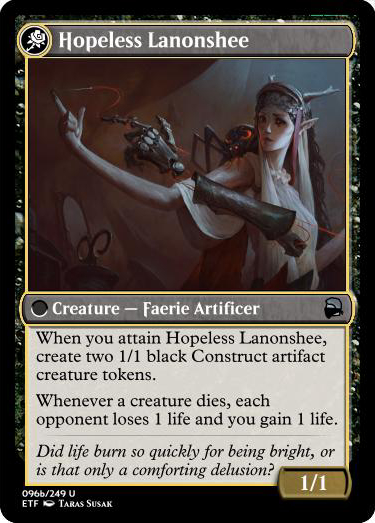 Hopeless Lanonshee
Creature — Faerie Artificer
When you attain Hopeless Lanonshee,
create two 1/1 black Construct artifact
creature tokens.
Whenever a creature dies, each
opponent loses 1 life and you gain 1 life.
Did life burn so quickly for being bright, or
is that only a comforting delusion?
1/1
096b/249 U
ETF Taras Susak